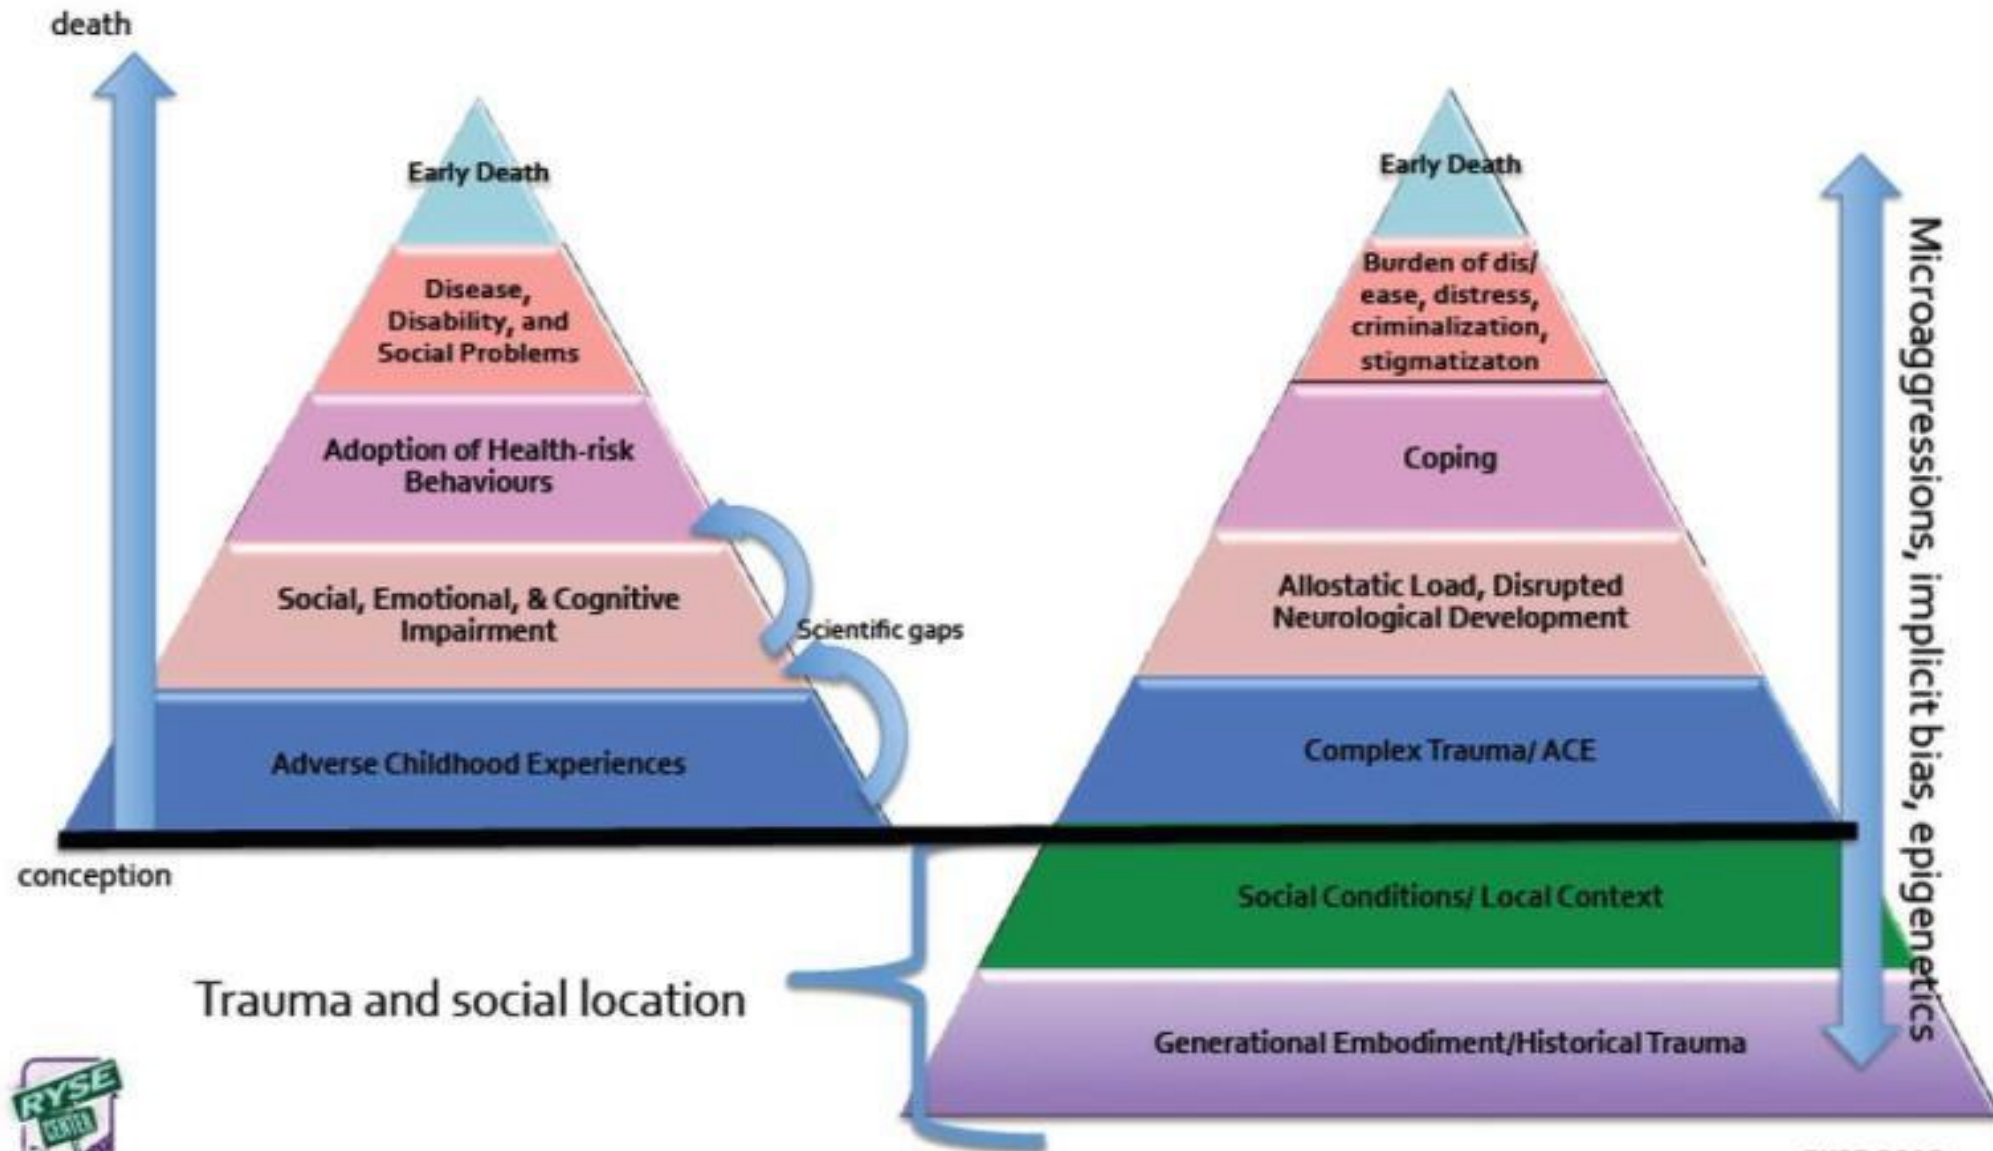 death
Early Death
Disease,
Disability, and
Social Problems
Adoption of Health-risk
Behaviours
Social, Emotional, & Cognitive
Impairment
Scientific gaps
Adverse Childhood Experiences
conception
Early Death
Burden of dis/
ease, distress,
criminalization,
stigmatizaton
Coping
Allostatic Load, Disrupted
Neurological Development
Complex Trauma/ ACE
Social Conditions/ Local Context
Generational Embodiment/Historical Trauma
Microaggressions, implicit bias, epigenetics
Trauma and social location
RYSE
CENTER